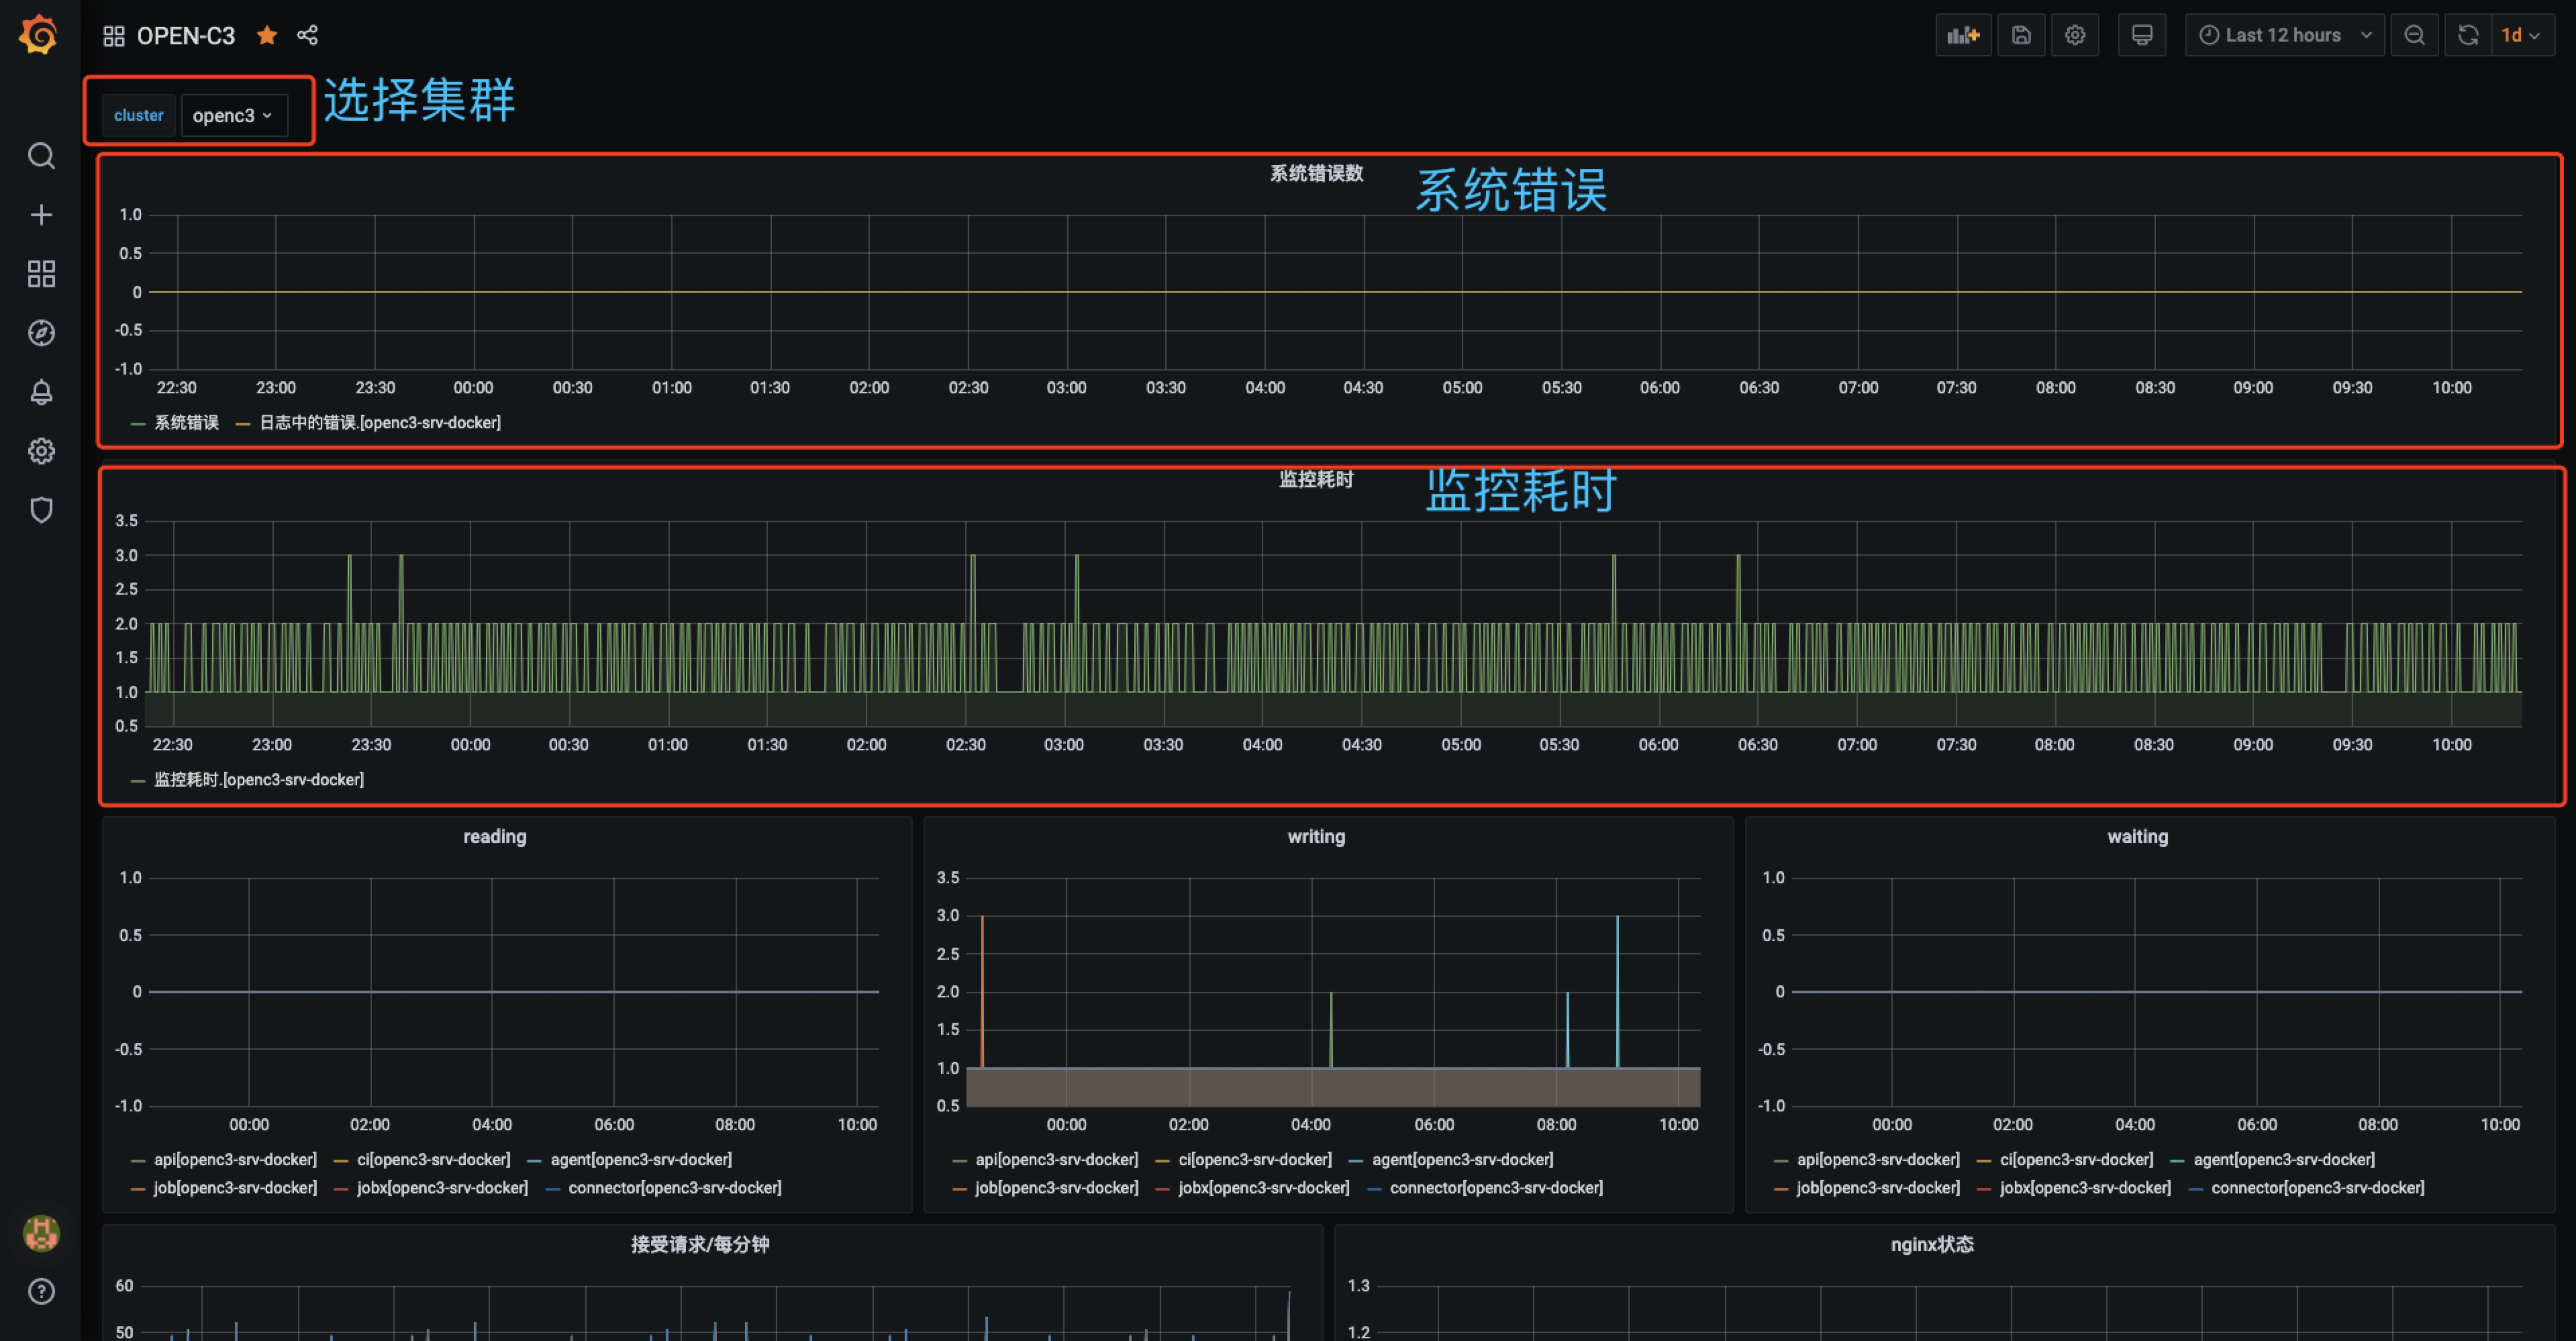 OPEN-C3
Last 12 hours
1d
cluster
openc3
选择集群
系统错误数
系统错误
1.0
0.5
0
-0.5
-1.0
22:30 23:00 23:30 00:00 00:30 01:00 01:30 02:00 02:30 03:00 03:30 04:00 04:30 05:00 05:30 06:00 06:30 07:00 07:30 08:00 08:30 09:00 09:30 10:00
系统错误 日志中的错误.[openc3-srv-docker]
监控耗时
监控耗时
3.5
3.0
2.5
2.0
1.5
1.0
0.5
22:30 23:00 23:30 00:00 00:30 01:00 01:30 02:00 02:30 03:00 03:30 04:00 04:30 05:00 05:30 06:00 06:30 07:00 07:30 08:00 08:30 09:00 09:30 10:00
监控耗时.[openc3-srv-docker]
reading
1.0
0.5
0
-0.5
-1.0
00:00 02:00 04:00 06:00 08:00 10:00
api[openc3-srv-docker] ci[openc3-srv-docker] agent[openc3-srv-docker]
job[openc3-srv-docker] jobx[openc3-srv-docker] connector[openc3-srv-docker]
writing
3.5
3.0
2.5
2.0
1.5
1.0
0.5
00:00 02:00 04:00 06:00 08:00 10:00
api[openc3-srv-docker] ci[openc3-srv-docker] agent[openc3-srv-docker]
job[openc3-srv-docker] jobx[openc3-srv-docker] connector[openc3-srv-docker]
waiting
1.0
0.5
0
-0.5
-1.0
00:00 02:00 04:00 06:00 08:00 10:00
api[openc3-srv-docker] ci[openc3-srv-docker] agent[openc3-srv-docker]
job[openc3-srv-docker] jobx[openc3-srv-docker] connector[openc3-srv-docker]
接受请求/每分钟
60
50
nginx状态
1.3
1.2